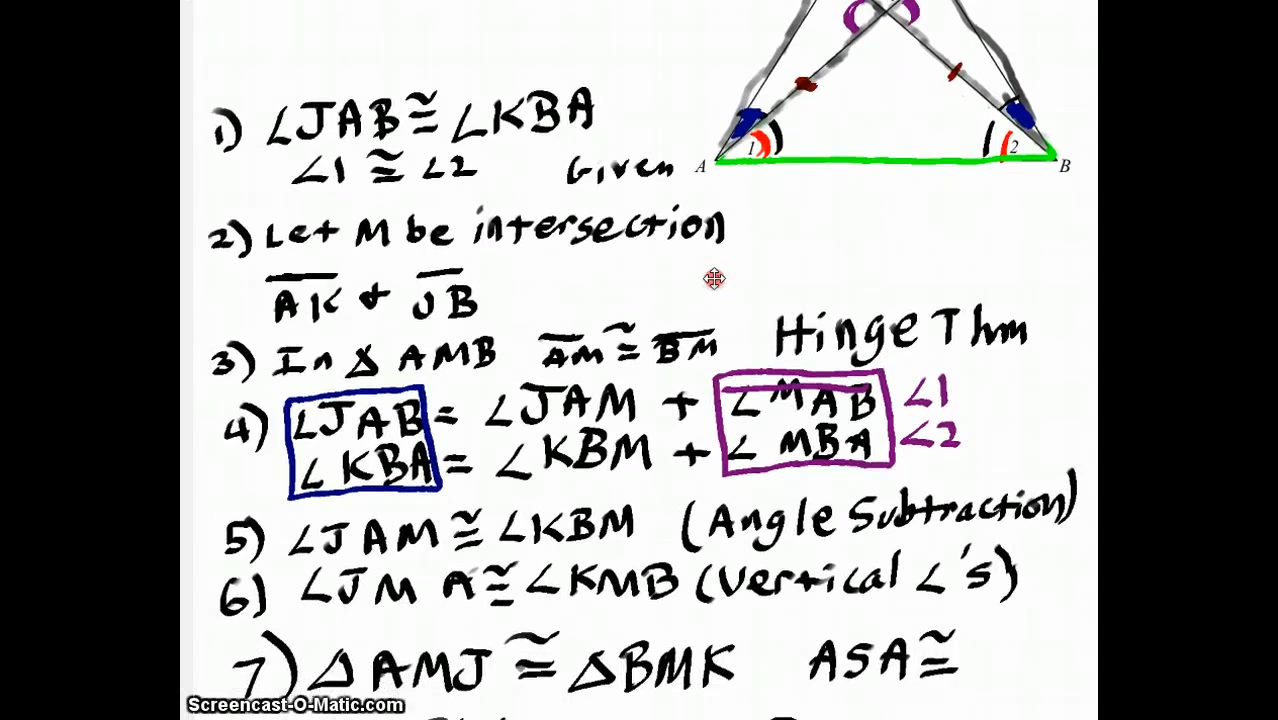 1) ∠JAB ≅ ∠KBA
∠1 ≅ ∠2 Given
1 2
A B
2) Let M be intersection
AK & JB
3) In Δ AMB AM ≅ BM Hinge Thm
4) ∠JAB = ∠JAM + ∠MAB ∠1
∠KBA = ∠KBM + ∠MBA ∠2
5) ∠JAM ≅ ∠KBM (Angle Subtraction)
6) ∠JMA ≅ ∠KMB (Vertical ∠'s)
7) ΔAMJ ≅ ΔBMK ASA ≅
Screencast-O-Matic.com